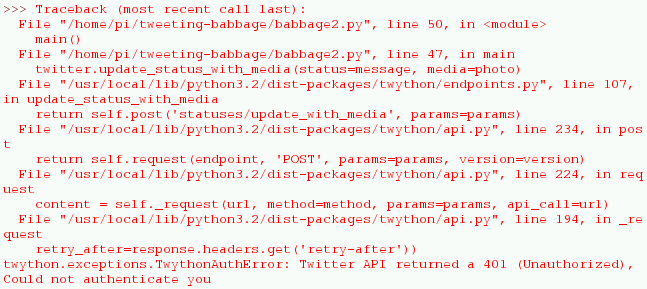 >>> Traceback (most recent call last):
  File "/home/pi/tweeting-babbage/babbage2.py", line 50, in <module>
    main()
  File "/home/pi/tweeting-babbage/babbage2.py", line 47, in main
    twitter.update_status_with_media(status=message, media=photo)
  File "/usr/local/lib/python3.2/dist-packages/twython/endpoints.py", line 107,
in update_status_with_media
    return self.post('statuses/update_with_media', params=params)
  File "/usr/local/lib/python3.2/dist-packages/twython/api.py", line 234, in pos
t
    return self.request(endpoint, 'POST', params=params, version=version)
  File "/usr/local/lib/python3.2/dist-packages/twython/api.py", line 224, in req
uest
    content = self._request(url, method=method, params=params, api_call=url)
  File "/usr/local/lib/python3.2/dist-packages/twython/api.py", line 194, in _re
quest
    retry_after=response.headers.get('retry-after'))
twython.exceptions.TwythonAuthError: Twitter API returned a 401 (Unauthorized),
Could not authenticate you